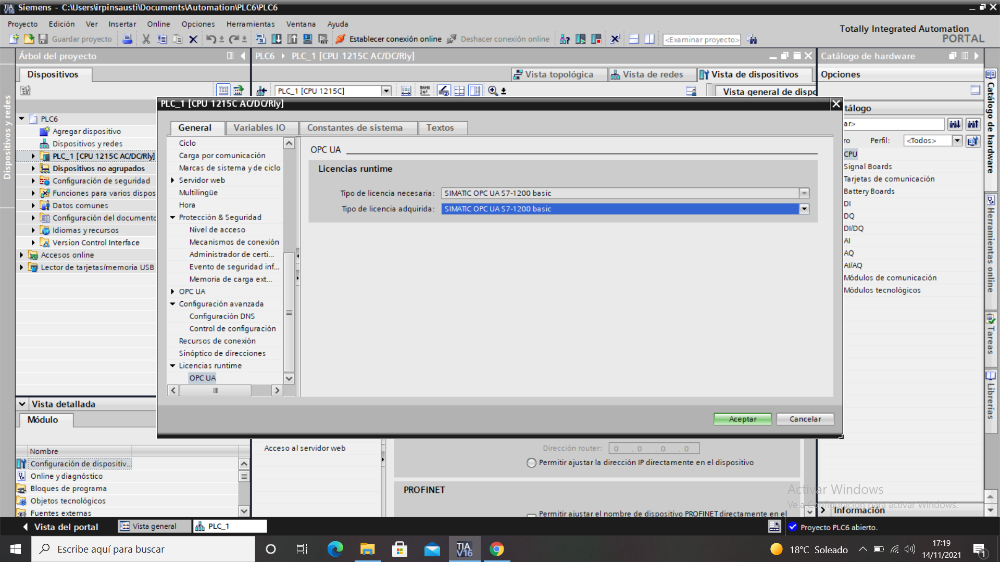 Siemens - C:\Users\irpinsausti\Documents\Automation\PLC6\PLC6
Proyecto Edición Ver Insertar Online Opciones Herramientas Ventana Ayuda
Totally Integrated Automation
PORTAL
Guardar proyecto Establecer conexión online Deshacer conexión online <Examinar proyecto>
Árbol del proyecto
PLC6 PLC_1 [CPU 1215C AC/DC/Rly]
Catálogo de hardware
Dispositivos
Vista topológica Vista de redes Vista de dispositivos
Opciones
PLC_1 [CPU 1215C]
Vista general de dispo
Dispositivos y redes
PLC6
Agregar dispositivo
Dispositivos y redes
PLC_1 [CPU 1215C AC/DC/Rly]
Dispositivos no agrupados
Configuración de seguridad
Funciones para varios dispos
Datos comunes
Configuración del documento
Idiomas y recursos
Version Control Interface
Accesos online
Lector de tarjetas/memoria USB
PLC_1 [CPU 1215C AC/DC/Rly]
General Variables IO Constantes de sistema Textos
Ciclo
Carga por comunicación
Marcas de sistema y de ciclo
Servidor web
Multilingüe
Hora
Protección & Seguridad
Nivel de acceso
Mecanismos de conexión
Administrador de certi...
Evento de seguridad inf...
Memoria de carga ext...
OPC UA
Configuración avanzada
Configuración DNS
Control de configuración
Recursos de conexión
Sinóptico de direcciones
Licencias runtime
OPC UA
OPC UA
Licencias runtime
Tipo de licencia necesaria: SIMATIC OPC UA S7-1200 basic
Tipo de licencia adquirida: SIMATIC OPC UA S7-1200 basic
Aceptar Cancelar
tálogo
ar>
ro Perfil: <Todos>
CPU
Signal Boards
Tarjetas de comunicación
Battery Boards
DI
DQ
DI/DQ
AI
AQ
AI/AQ
Módulos de comunicación
Módulos tecnológicos
Catálogo de hardware
Herramientas online
Tareas
Librerías
Vista detallada
Módulo
Nombre
Configuración de dispositiv...
Online y diagnóstico
Bloques de programa
Objetos tecnológicos
Fuentes externas
Acceso al servidor web
Dirección router: 0 . 0 . 0 . 0
Permitir ajustar la dirección IP directamente en el dispositivo
PROFINET
Permitir ajustar el nombre de dispositivo PROFINET directamente en el
Activar Windows
Ve a Configuración para activar Windows.
Información
Vista del portal Vista general PLC_1 Proyecto PLC6 abierto.
Escribe aquí para buscar
TIA
V16
18°C Soleado
17:19
14/11/2021
1